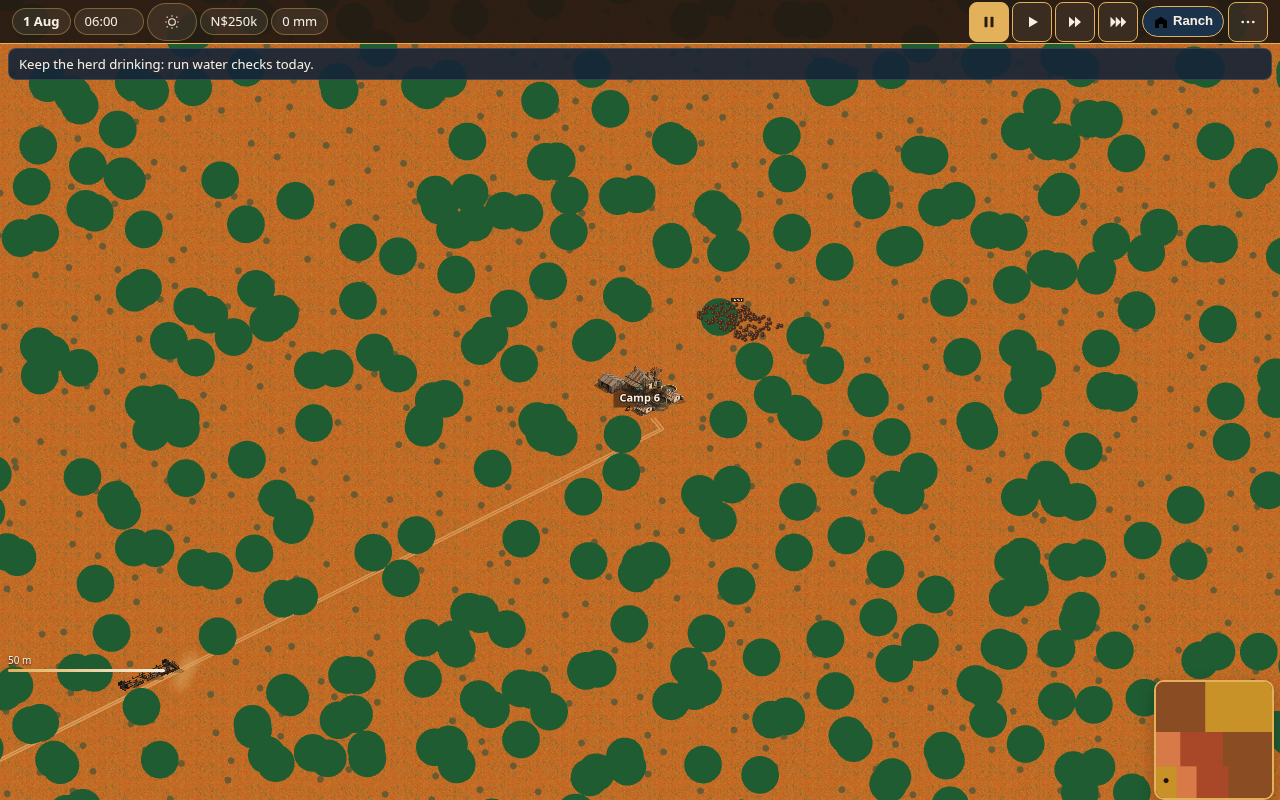 1 Aug
06:00
N$250k
0 mm
Ranch
Keep the herd drinking: run water checks today.
Camp 6
50 m